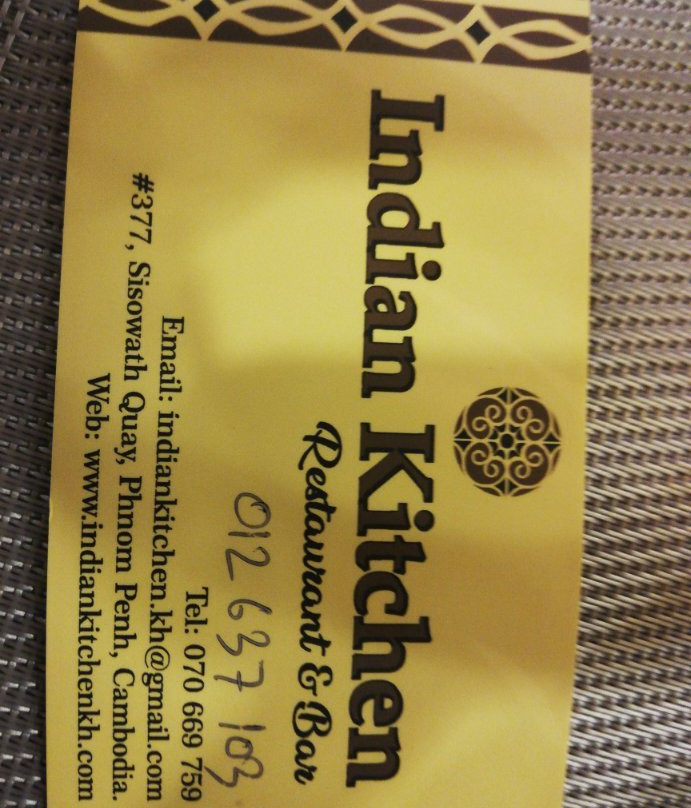 Indian Kitchen
Restaurant & Bar
012 637 103
Tel: 070 669 759
Email: indiankitchen.kh@gmail.com
#377, Sisowath Quay, Phnom Penh, Cambodia.
Web: www.indiankitchenkh.com